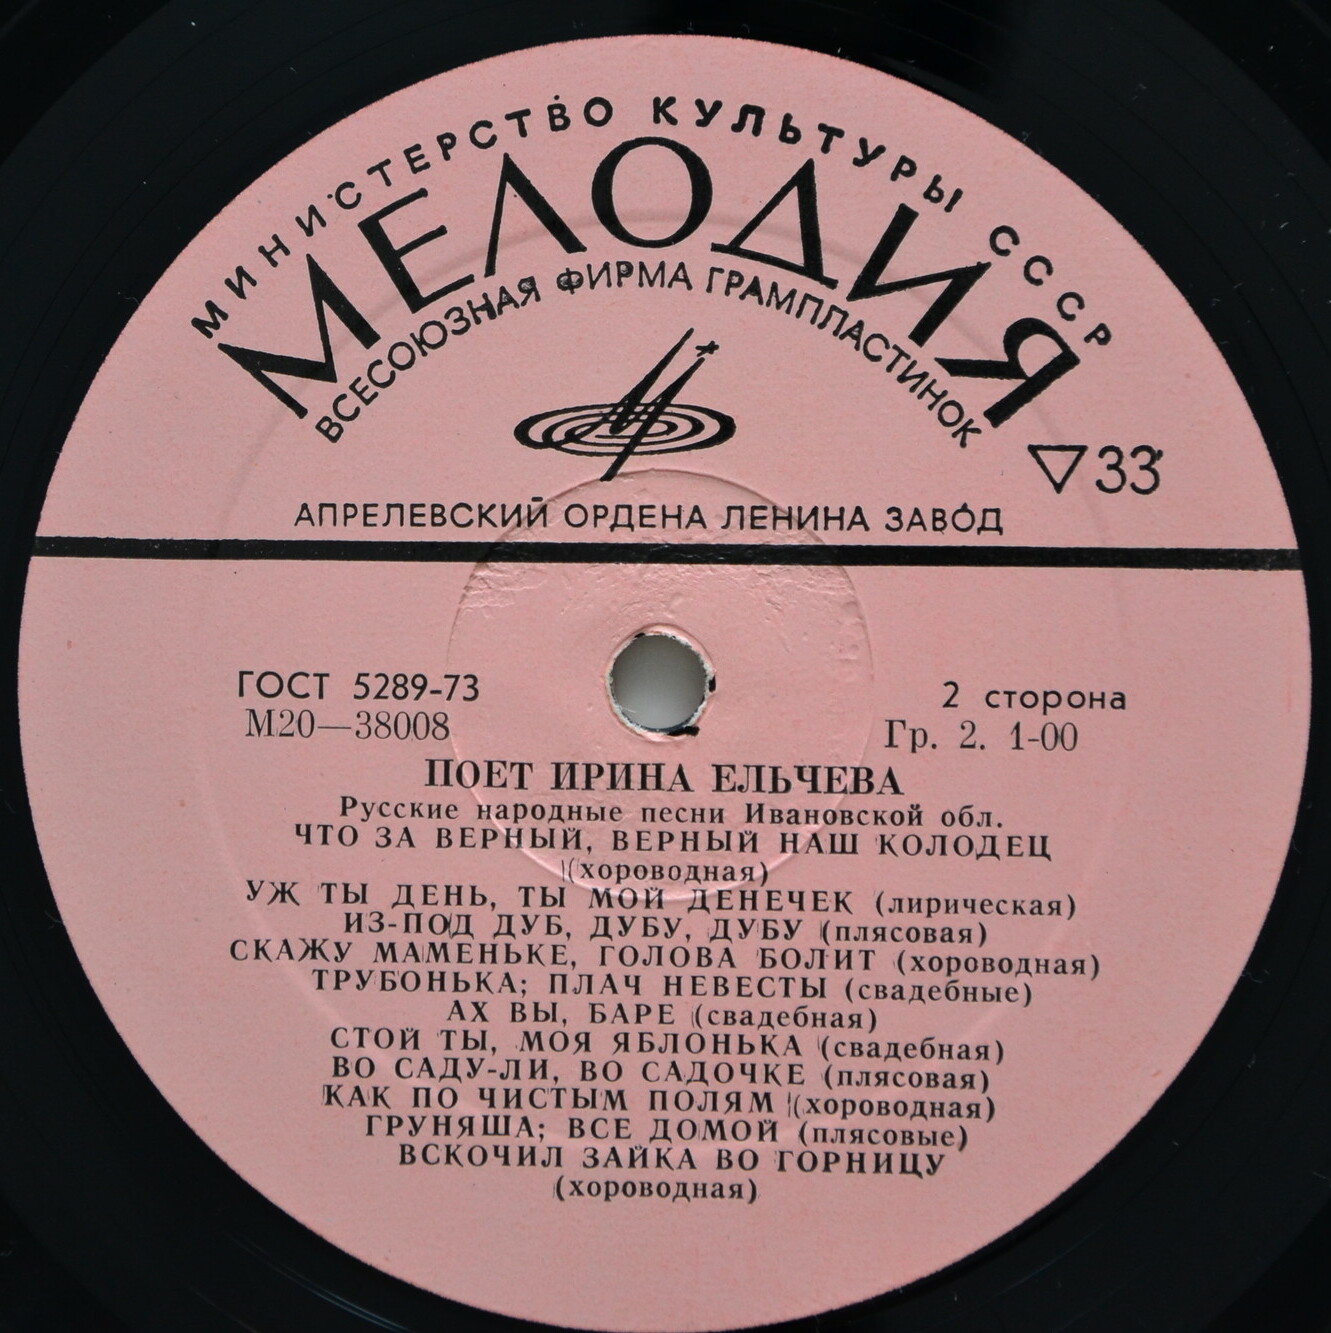 МИНИСТЕРСТВО КУЛЬТУРЫ СССР
МЕЛОДИЯ
ВСЕСОЮЗНАЯ ФИРМА ГРАМПЛАСТИНОК
33
АПРЕЛЕВСКИЙ ОРДЕНА ЛЕНИНА ЗАВОД
ГОСТ 5289-73
2 сторона
М20—38008
Гр. 2. 1-00
ПОЕТ ИРИНА ЕЛЬЧЕВА
Русские народные песни Ивановской обл.
ЧТО ЗА ВЕРНЫЙ, ВЕРНЫЙ НАШ КОЛОДЕЦ
(хороводная)
УЖ ТЫ ДЕНЬ, ТЫ МОЙ ДЕНЕЧЕК (лирическая)
ИЗ-ПОД ДУБ, ДУБУ, ДУБУ (плясовая)
СКАЖУ МАМЕНЬКЕ, ГОЛОВА БОЛИТ (хороводная)
ТРУБОНЬКА; ПЛАЧ НЕВЕСТЫ (свадебные)
АХ ВЫ, БАРЕ (свадебная)
СТОЙ ТЫ, МОЯ ЯБЛОНЬКА (свадебная)
ВО САДУ-ЛИ, ВО САДОЧКЕ (плясовая)
КАК ПО ЧИСТЫМ ПОЛЯМ (хороводная)
ГРУНЯША; ВСЕ ДОМОЙ (плясовые)
ВСКОЧИЛ ЗАЙКА ВО ГОРНИЦУ
(хороводная)